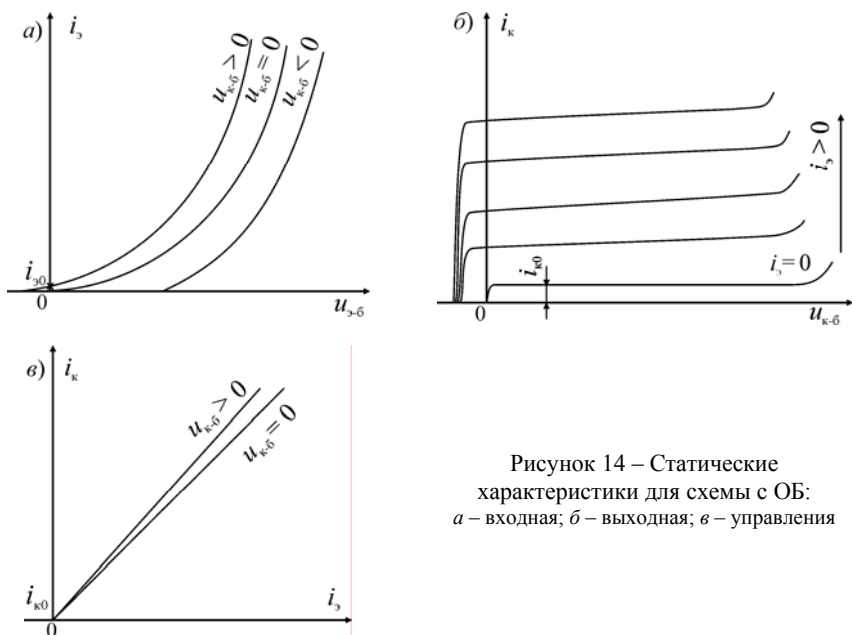 а) iэ
uк-б > 0
uк-б = 0
uк-б < 0
iэ0
0
uэ-б
б) iк
iэ > 0
iк0
iэ = 0
0
uк-б
в) iк
uк-б > 0
uк-б = 0
iк0
0
iэ
Рисунок 14 – Статические
характеристики для схемы с ОБ:
а – входная; б – выходная; в – управления